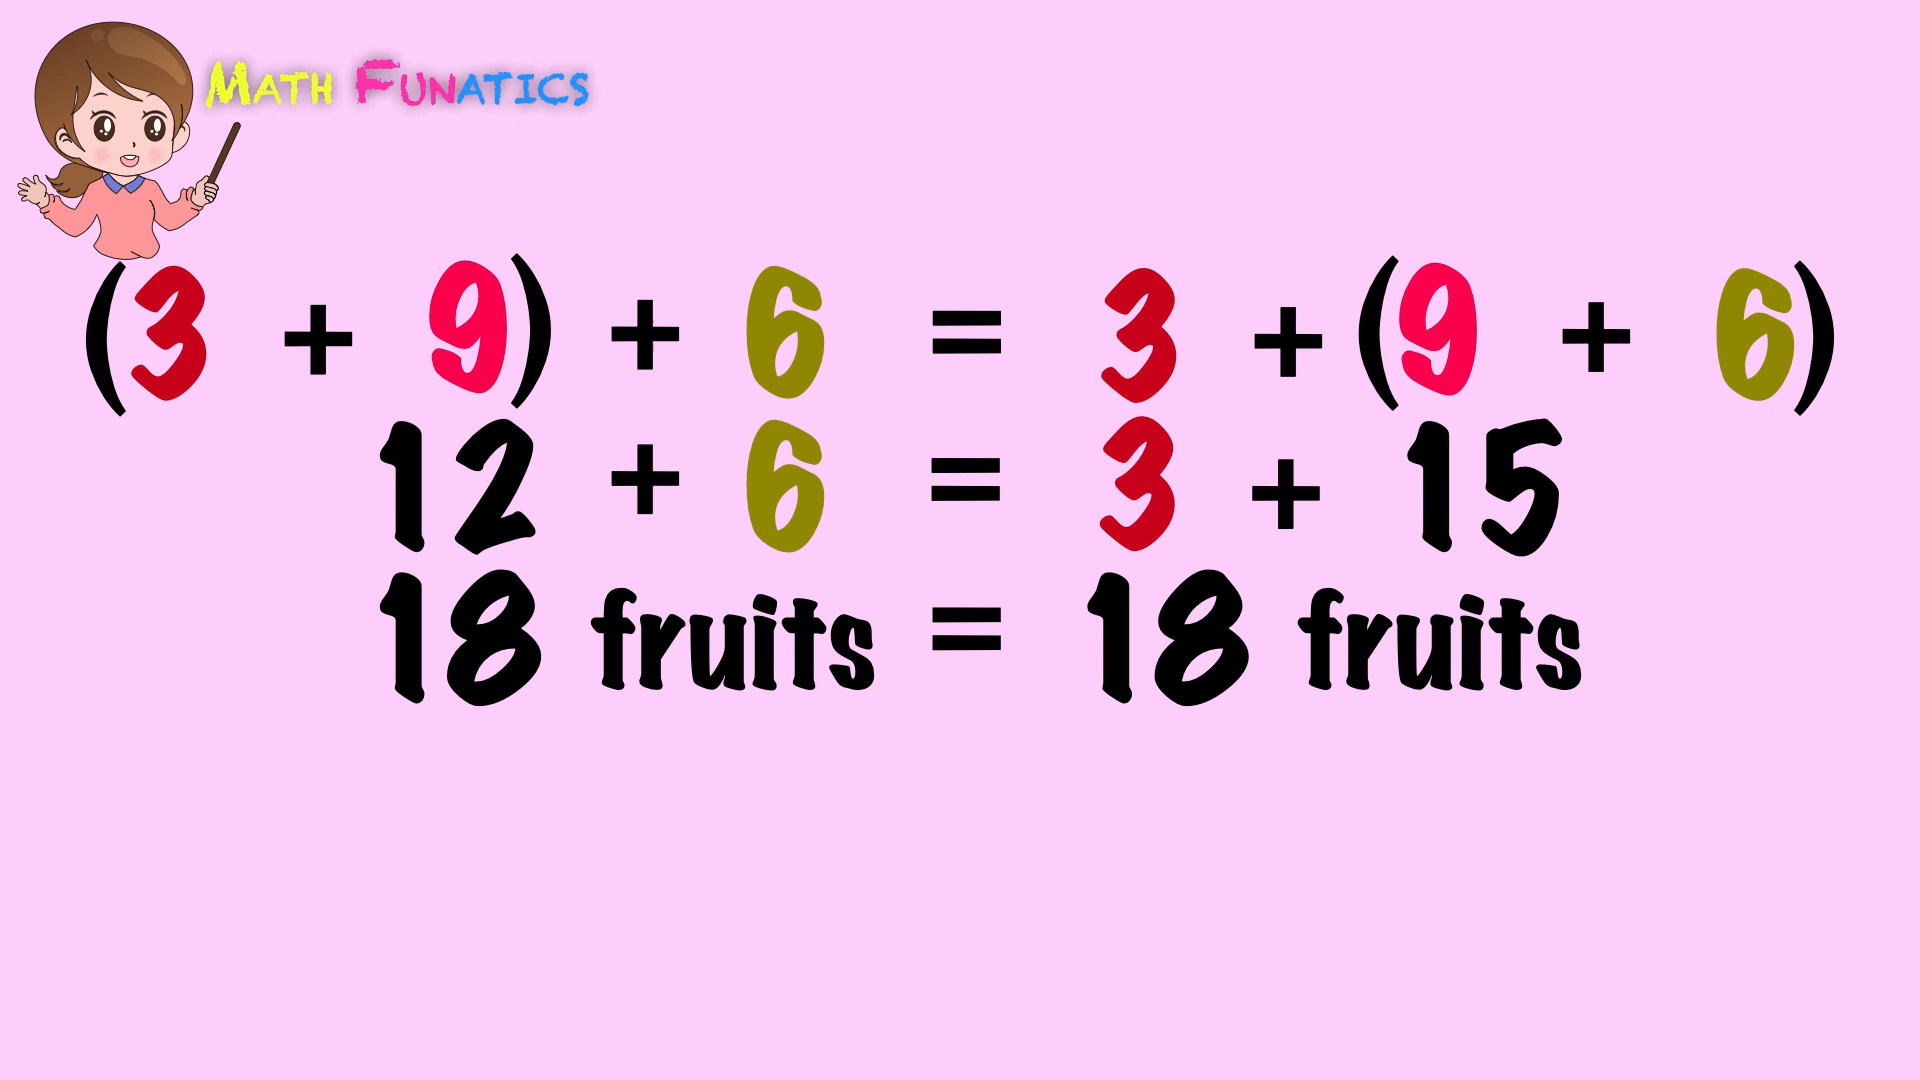 MATH FUNATICS
(3 + 9) + 6 = 3 + (9 + 6)
12 + 6 = 3 + 15
18 fruits = 18 fruits